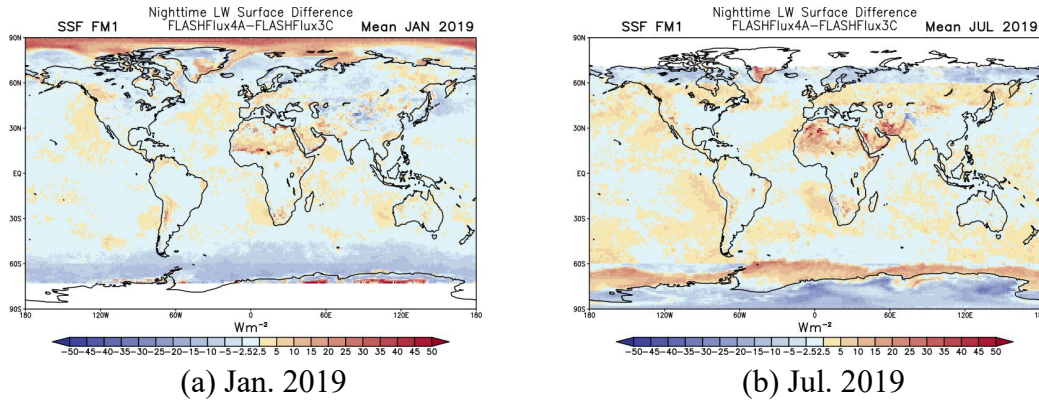 Nighttime LW Surface Difference
SSF FM1 FLASHFlux4A–FLASHFlux3C Mean JAN 2019
90N
60N
30N
EQ
30S
60S
90S
180 120W 60W 0 60E 120E 180
Wm⁻²
−50−45−40−35−30−25−20−15−10−5−2.52.5 5 10 15 20 25 30 35 40 45 50
(a) Jan. 2019
Nighttime LW Surface Difference
SSF FM1 FLASHFlux4A–FLASHFlux3C Mean JUL 2019
90N
60N
30N
EQ
30S
60S
90S
180 120W 60W 0 60E 120E 180
Wm⁻²
−50−45−40−35−30−25−20−15−10−5−2.52.5 5 10 15 20 25 30 35 40 45 50
(b) Jul. 2019